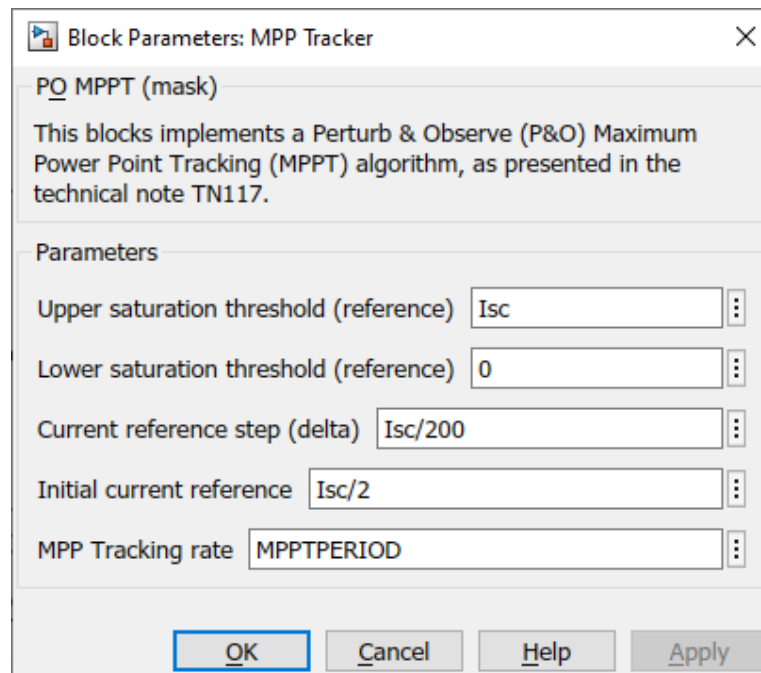 Block Parameters: MPP Tracker
PO MPPT (mask)
This blocks implements a Perturb & Observe (P&O) Maximum
Power Point Tracking (MPPT) algorithm, as presented in the
technical note TN117.
Parameters
Upper saturation threshold (reference) Isc
Lower saturation threshold (reference) 0
Current reference step (delta) Isc/200
Initial current reference Isc/2
MPP Tracking rate MPPTPERIOD
OK Cancel Help Apply